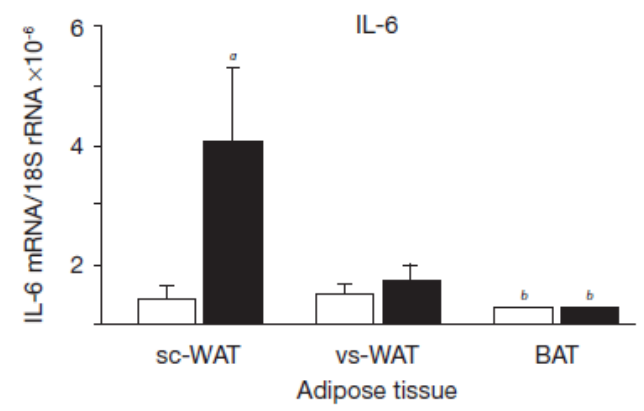 IL-6
IL-6 mRNA/18S rRNA ×10⁻⁶
6
4
2
a
b b
sc-WAT vs-WAT BAT
Adipose tissue